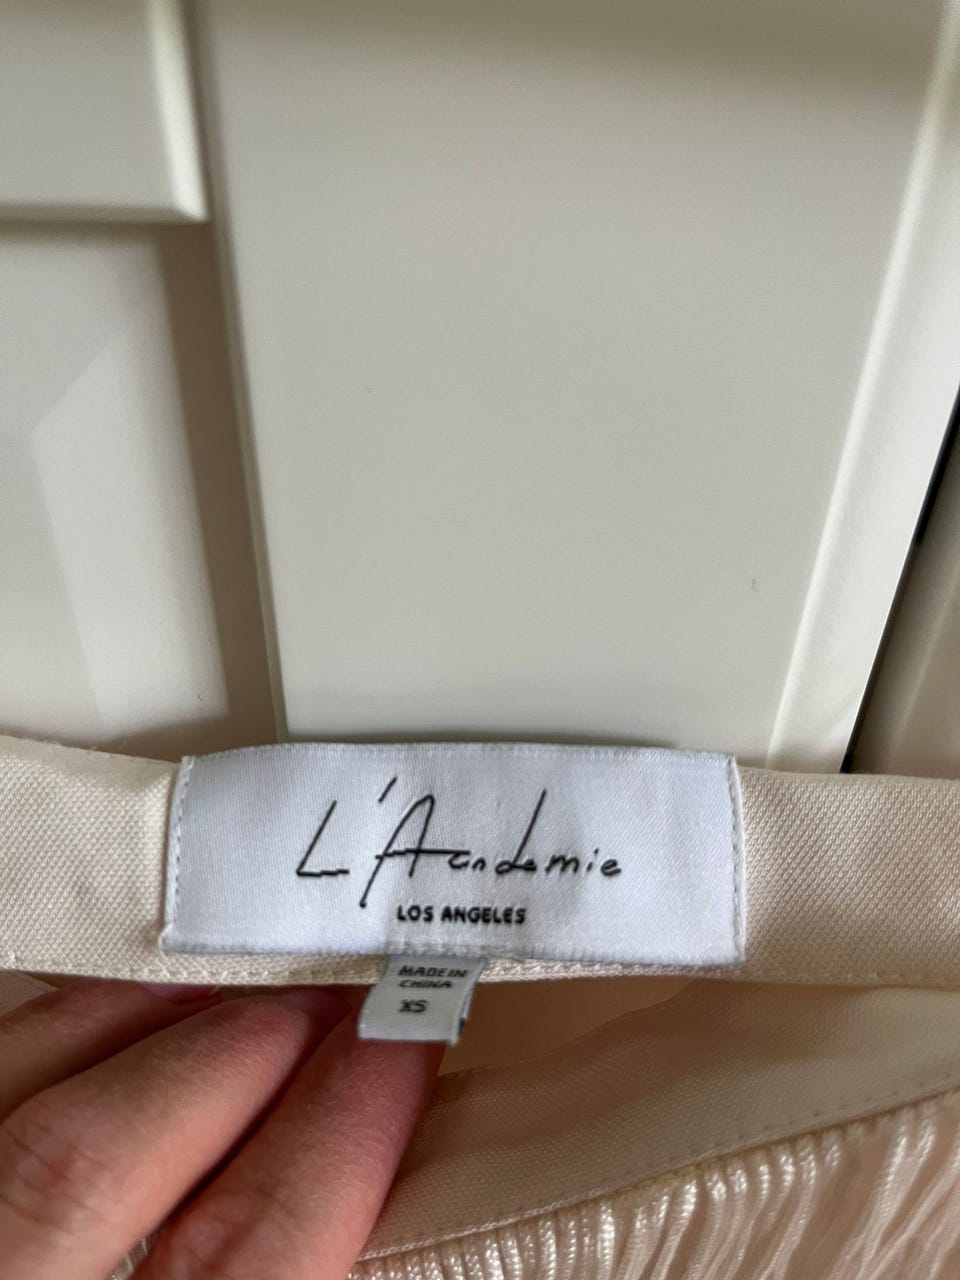 L'Academie
LOS ANGELES
MADE IN
CHINA
XS